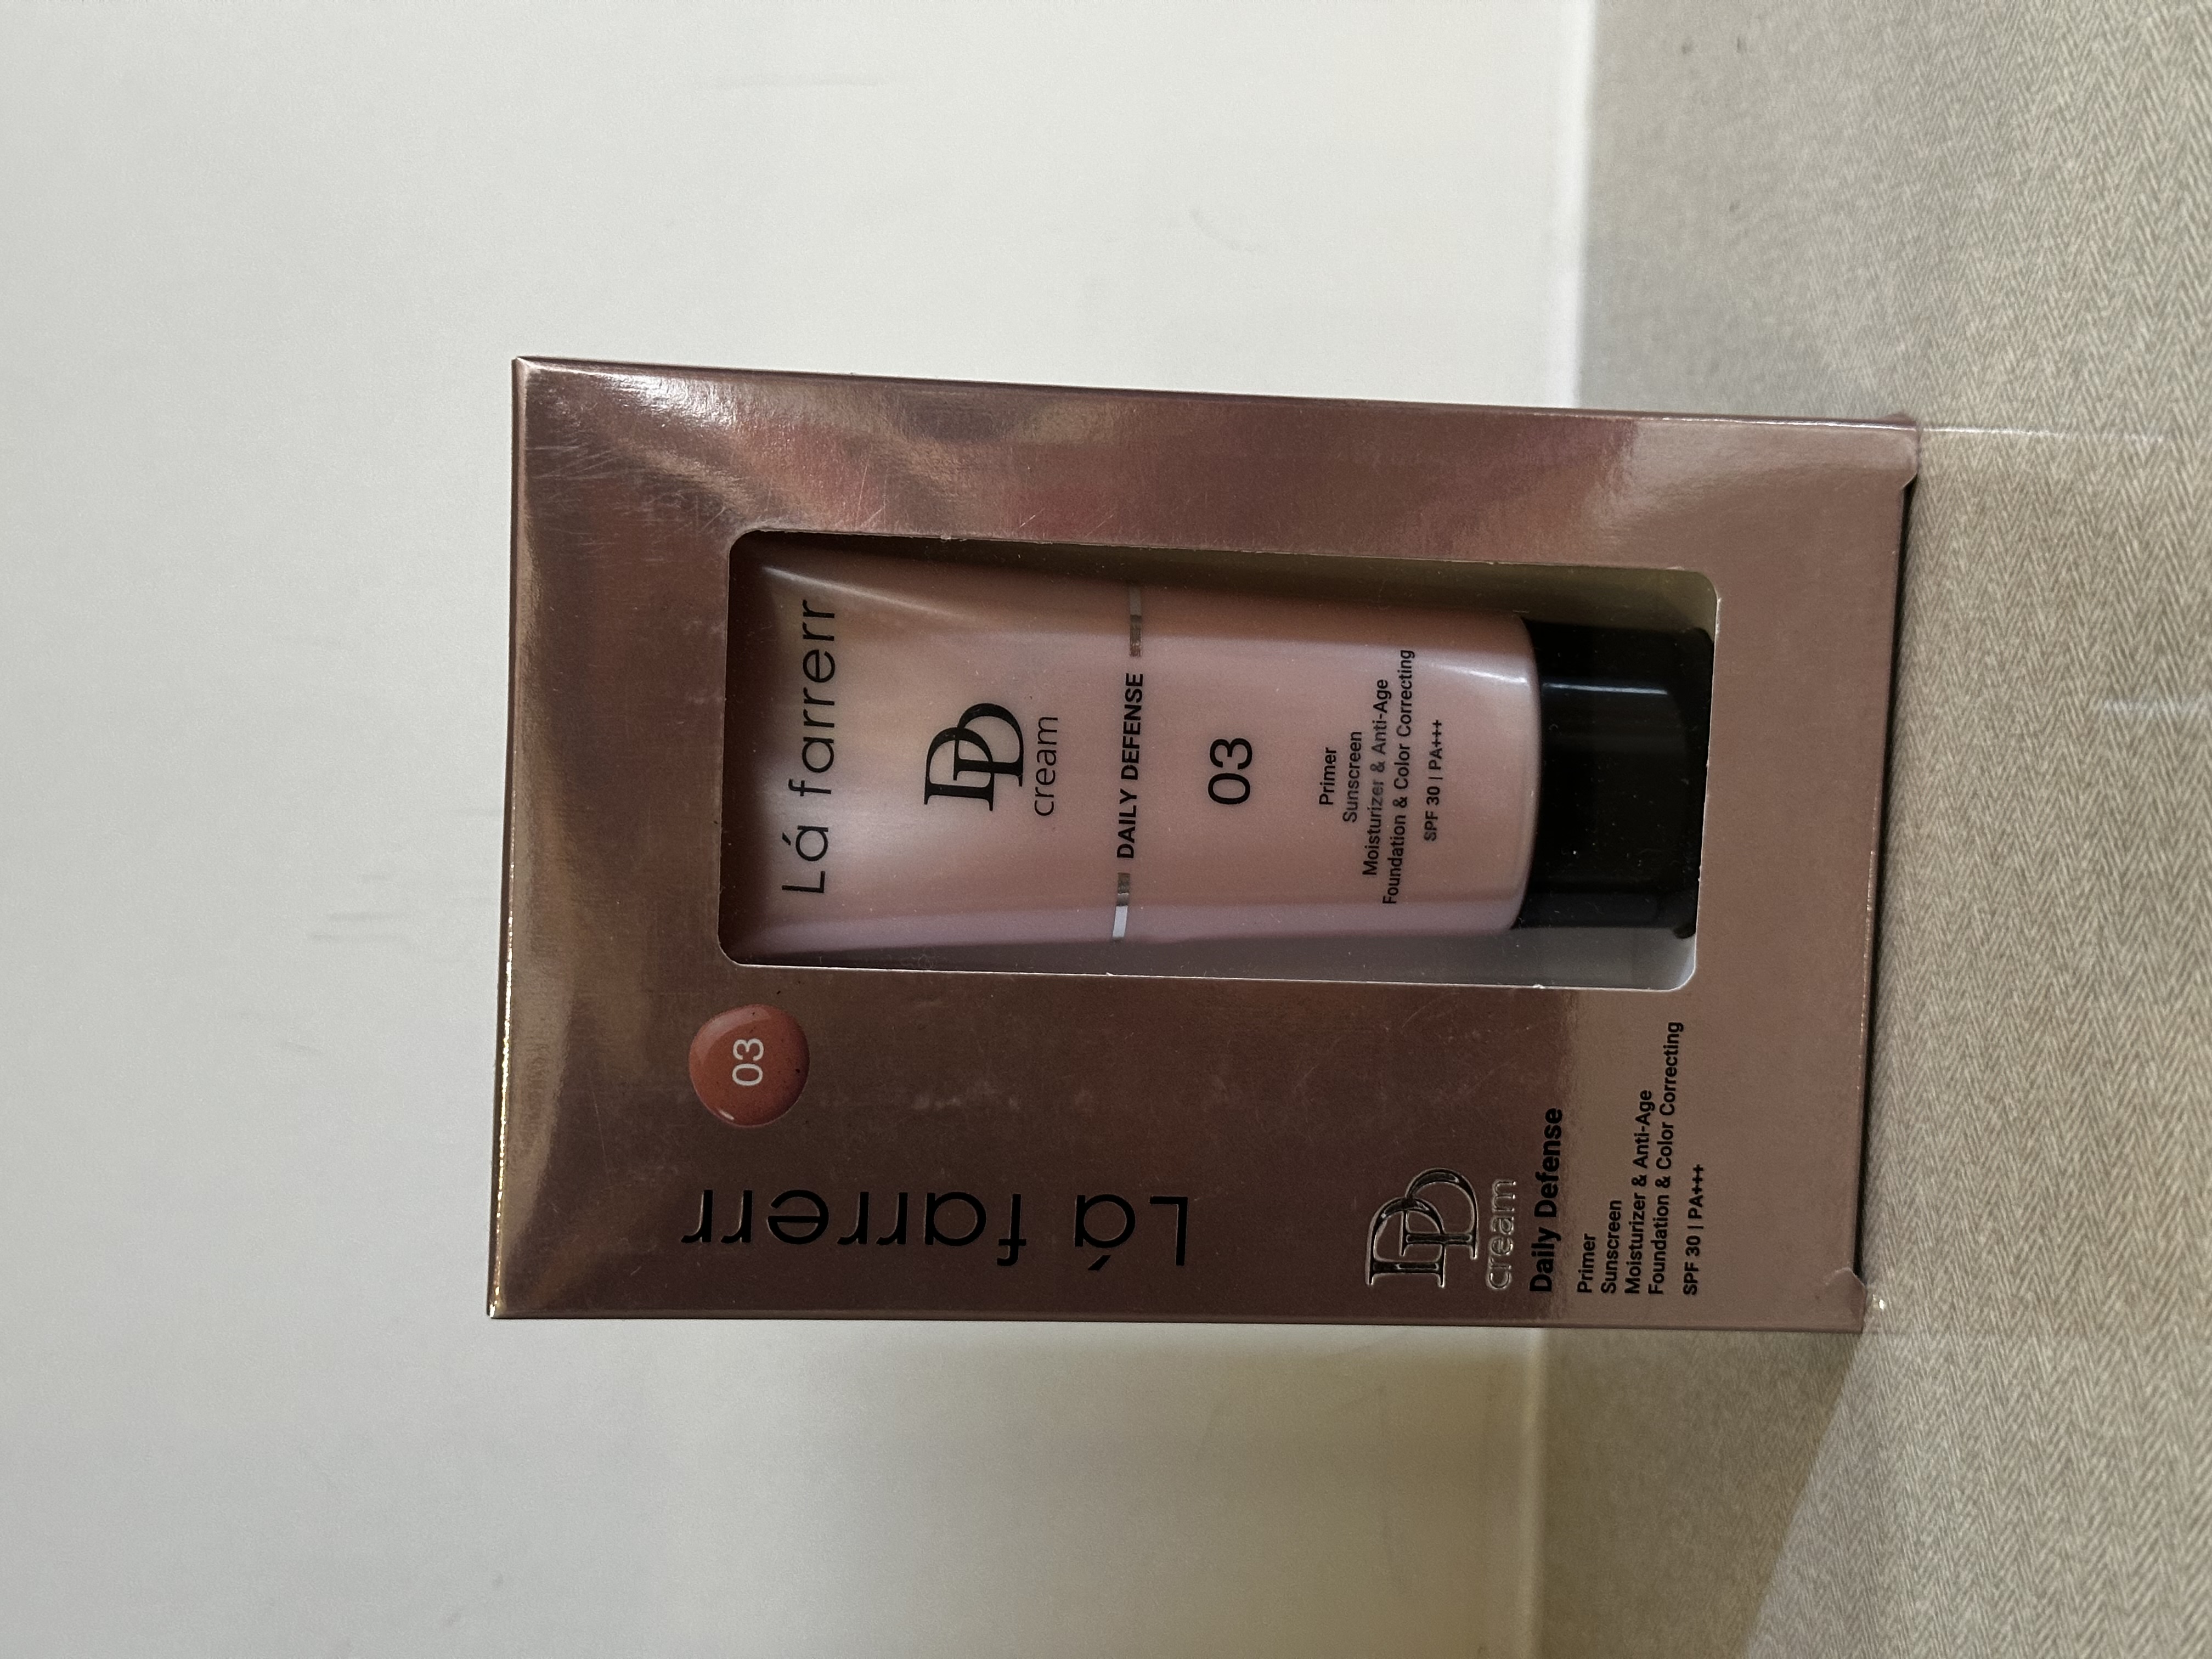 Lá farrerr
03
DD
cream
Daily Defense
Primer
Sunscreen
Moisturizer & Anti-Age
Foundation & Color Correcting
SPF 30 | PA+++
Lá farrerr
DD
cream
DAILY DEFENSE
03
Primer
Sunscreen
Moisturizer & Anti-Age
Foundation & Color Correcting
SPF 30 | PA+++